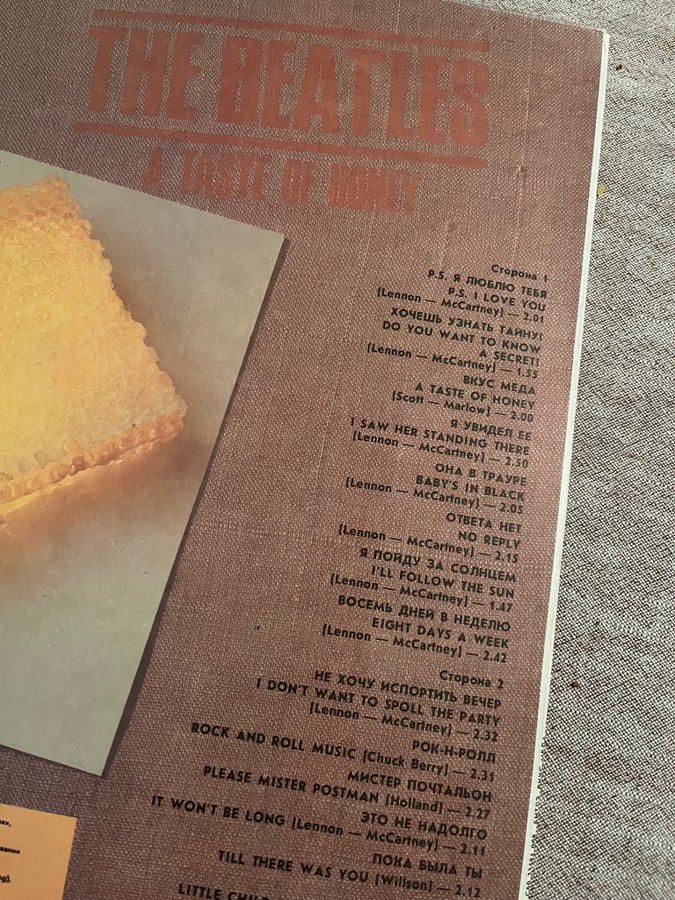 THE BEATLES
A TASTE OF HONEY
Сторона 1
P.S. Я ЛЮБЛЮ ТЕБЯ
P.S. I LOVE YOU
(Lennon — McCartney) — 2.01
ХОЧЕШЬ УЗНАТЬ ТАЙНУ!
DO YOU WANT TO KNOW
A SECRET!
(Lennon — McCartney) — 1.55
ВКУС МЕДА
A TASTE OF HONEY
(Scott — Marlow) — 2.00
Я УВИДЕЛ ЕЕ
I SAW HER STANDING THERE
(Lennon — McCartney) — 2.50
ОНА В ТРАУРЕ
BABY'S IN BLACK
(Lennon — McCartney) — 2.05
ОТВЕТА НЕТ
NO REPLY
(Lennon — McCartney) — 2.15
Я ПОЙДУ ЗА СОЛНЦЕМ
I'LL FOLLOW THE SUN
(Lennon — McCartney) — 1.47
ВОСЕМЬ ДНЕЙ В НЕДЕЛЮ
EIGHT DAYS A WEEK
(Lennon — McCartney) — 2.42
Сторона 2
НЕ ХОЧУ ИСПОРТИТЬ ВЕЧЕР
I DON'T WANT TO SPOLL THE PARTY
(Lennon — McCartney) — 2.32
РОК-Н-РОЛЛ
ROCK AND ROLL MUSIC (Chuck Berry) — 2.31
МИСТЕР ПОЧТАЛЬОН
PLEASE MISTER POSTMAN (Holland) — 2.27
ЭТО НЕ НАДОЛГО
IT WON'T BE LONG (Lennon — McCartney) — 2.11
ПОКА БЫЛА ТЫ
TILL THERE WAS YOU (Willson) — 2.12
LITTLE